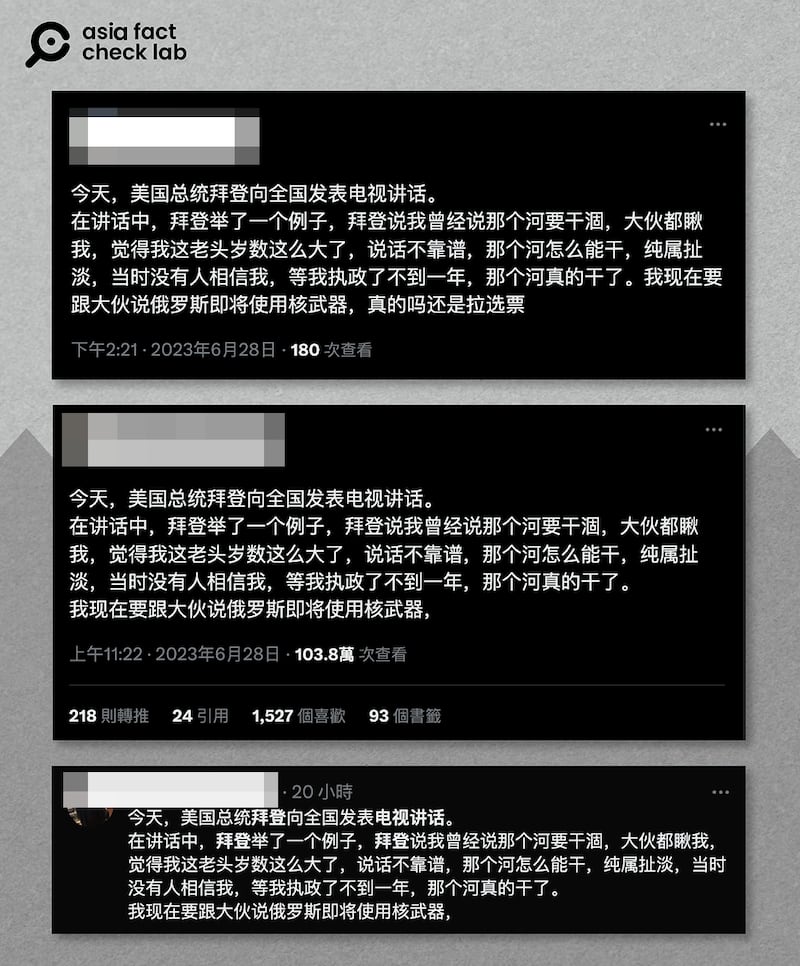 asia fact
check lab
今天，美国总统拜登向全国发表电视讲话。
在讲话中，拜登举了一个例子，拜登说我曾经说那个河要干涸，大伙都瞅
我，觉得我这老头岁数这么大了，说话不靠谱，那个河怎么能干，纯属扯
淡，当时没有人相信我，等我执政了不到一年，那个河真的干了。我现在要
跟大伙说俄罗斯即将使用核武器，真的吗还是拉选票
下午2:21 · 2023年6月28日 · 180 次查看
今天，美国总统拜登向全国发表电视讲话。
在讲话中，拜登举了一个例子，拜登说我曾经说那个河要干涸，大伙都瞅
我，觉得我这老头岁数这么大了，说话不靠谱，那个河怎么能干，纯属扯
淡，当时没有人相信我，等我执政了不到一年，那个河真的干了。
我现在要跟大伙说俄罗斯即将使用核武器，
上午11:22 · 2023年6月28日 · 103.8萬 次查看
218 則轉推 24 引用 1,527 個喜歡 93 個書籤
· 20 小時
今天，美国总统拜登向全国发表电视讲话。
在讲话中，拜登举了一个例子，拜登说我曾经说那个河要干涸，大伙都瞅我，
觉得我这老头岁数这么大了，说话不靠谱，那个河怎么能干，纯属扯淡，当时
没有人相信我，等我执政了不到一年，那个河真的干了。
我现在要跟大伙说俄罗斯即将使用核武器，